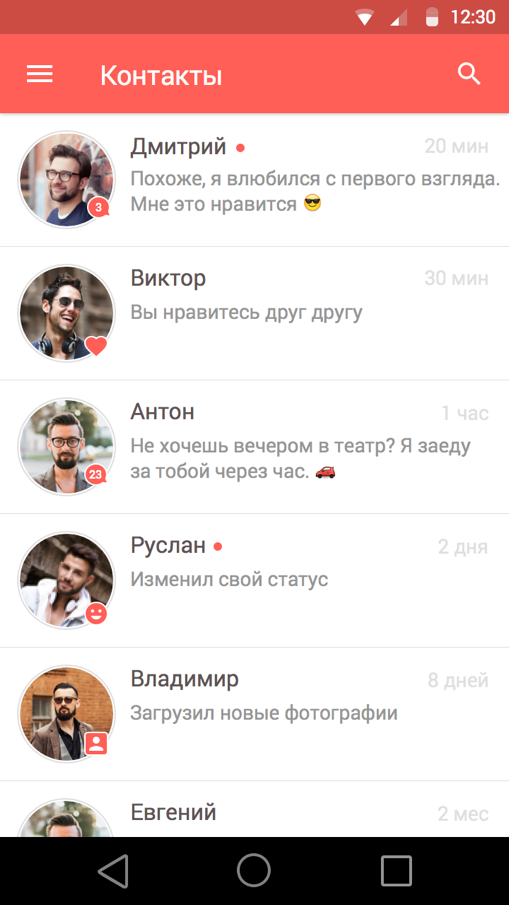 12:30
Контакты
Дмитрий
20 мин
Похоже, я влюбился с первого взгляда.
Мне это нравится 😎
3
Виктор
30 мин
Вы нравитесь друг другу
Антон
1 час
Не хочешь вечером в театр? Я заеду
за тобой через час. 🚗
23
Руслан
2 дня
Изменил свой статус
Владимир
8 дней
Загрузил новые фотографии
Евгений
2 мес